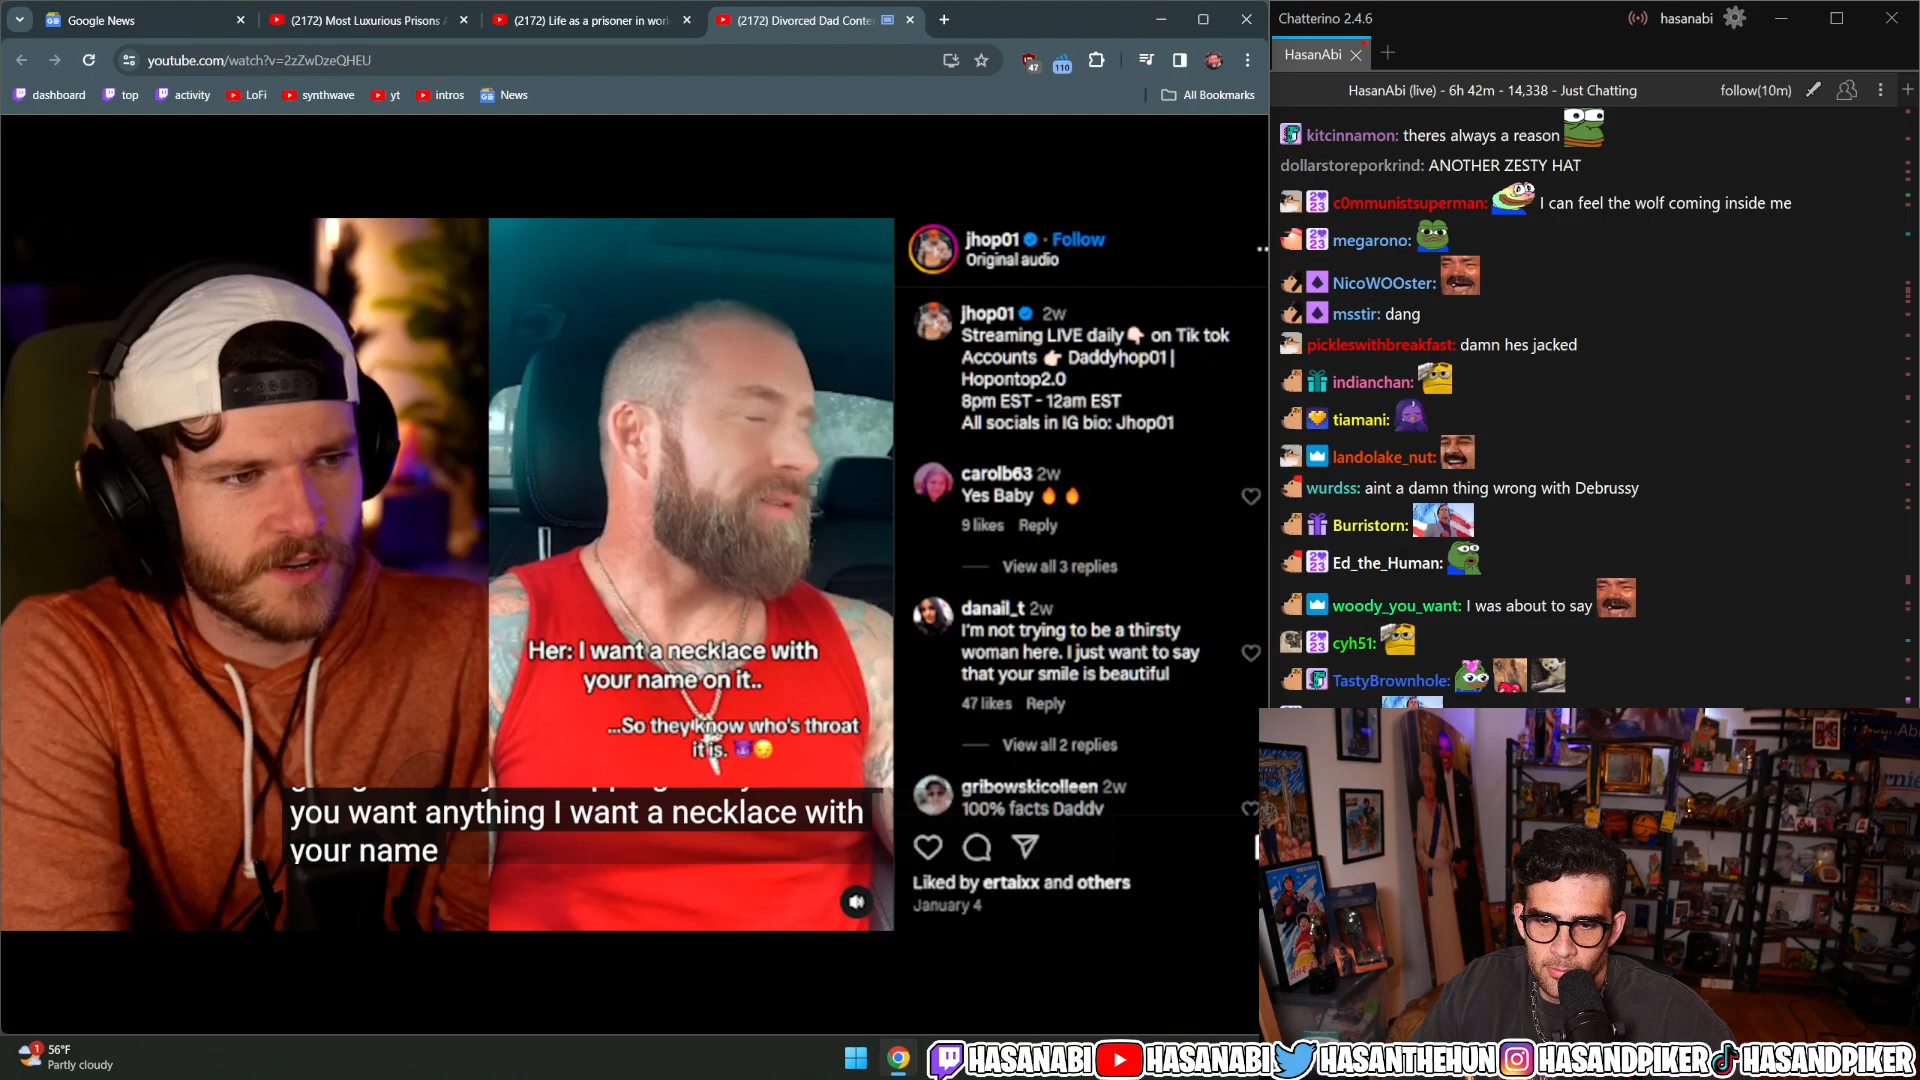 Google News
(2172) Most Luxurious Prisons
(2172) Life as a prisoner in wor
(2172) Divorced Dad Conte
youtube.com/watch?v=2zZwDzeQHEU
47
110
dashboard
top
activity
LoFi
synthwave
yt
intros
News
All Bookmarks
jhop01 · Follow
Original audio
jhop01 2w
Streaming LIVE daily👇🏻 on Tik tok
Accounts 👉🏻 Daddyhop01 |
Hopontop2.0
8pm EST - 12am EST
All socials in IG bio: Jhop01
carolb63 2w
Yes Baby 🔥 🔥
9 likes Reply
View all 3 replies
danail_t 2w
I'm not trying to be a thirsty
woman here. I just want to say
that your smile is beautiful
47 likes Reply
View all 2 replies
gribowskicolleen 2w
100% facts Daddy
Liked by ertaixx and others
January 4
Her: I want a necklace with
your name on it..
...So they know who's throat
it is. 😈😏
you want anything I want a necklace with
your name
1
56°F
Partly cloudy
Chatterino 2.4.6
hasanabi
HasanAbi
HasanAbi (live) - 6h 42m - 14,338 - Just Chatting
follow(10m)
kitcinnamon: theres always a reason
dollarstoreporkrind: ANOTHER ZESTY HAT
c0mmunistsuperman: I can feel the wolf coming inside me
megarono:
NicoWOOster:
msstir: dang
pickleswithbreakfast: damn hes jacked
indianchan:
tiamani:
landolake_nut:
wurdss: aint a damn thing wrong with Debrussy
Burristorn:
Ed_the_Human:
woody_you_want: I was about to say
cyh51:
TastyBrownhole:
HASANABI
HASANABI
HASANTHEHUN
HASANDPIKER
HASANDPIKER